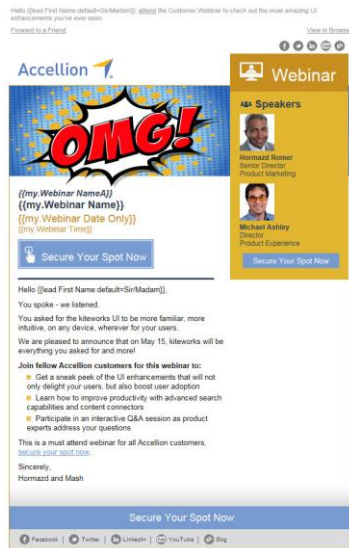 Hello {{lead.First Name:default=Sir/Madam}}, attend the Customer Webinar to check out the most amazing UI
enhancements you've ever seen.
Forward to a Friend
View in Browse
Accellion
OMG!
{{my.Webinar NameA}}
{{my.Webinar Name}}
{{my.Webinar Date Only}}
{{my.Webinar Time}}
Secure Your Spot Now
Webinar
Speakers
Hormazd Romer
Senior Director
Product Marketing
Michael Ashley
Director
Product Experience
Secure Your Spot Now
Hello {{lead.First Name:default=Sir/Madam}},
You spoke - we listened.
You asked for the kiteworks UI to be more familiar, more
intuitive, on any device, wherever for your users.
We are pleased to announce that on May 15, kiteworks will be
everything you asked for and more!
Join fellow Accellion customers for this webinar to:
Get a sneak peek of the UI enhancements that will not
only delight your users, but also boost user adoption
Learn how to improve productivity with advanced search
capabilities and content connectors
Participate in an interactive Q&A session as product
experts address your questions
This is a must attend webinar for all Accellion customers,
secure your spot now.
Sincerely,
Hormazd and Mash
Secure Your Spot Now
Facebook | Twitter | LinkedIn | YouTube | Blog